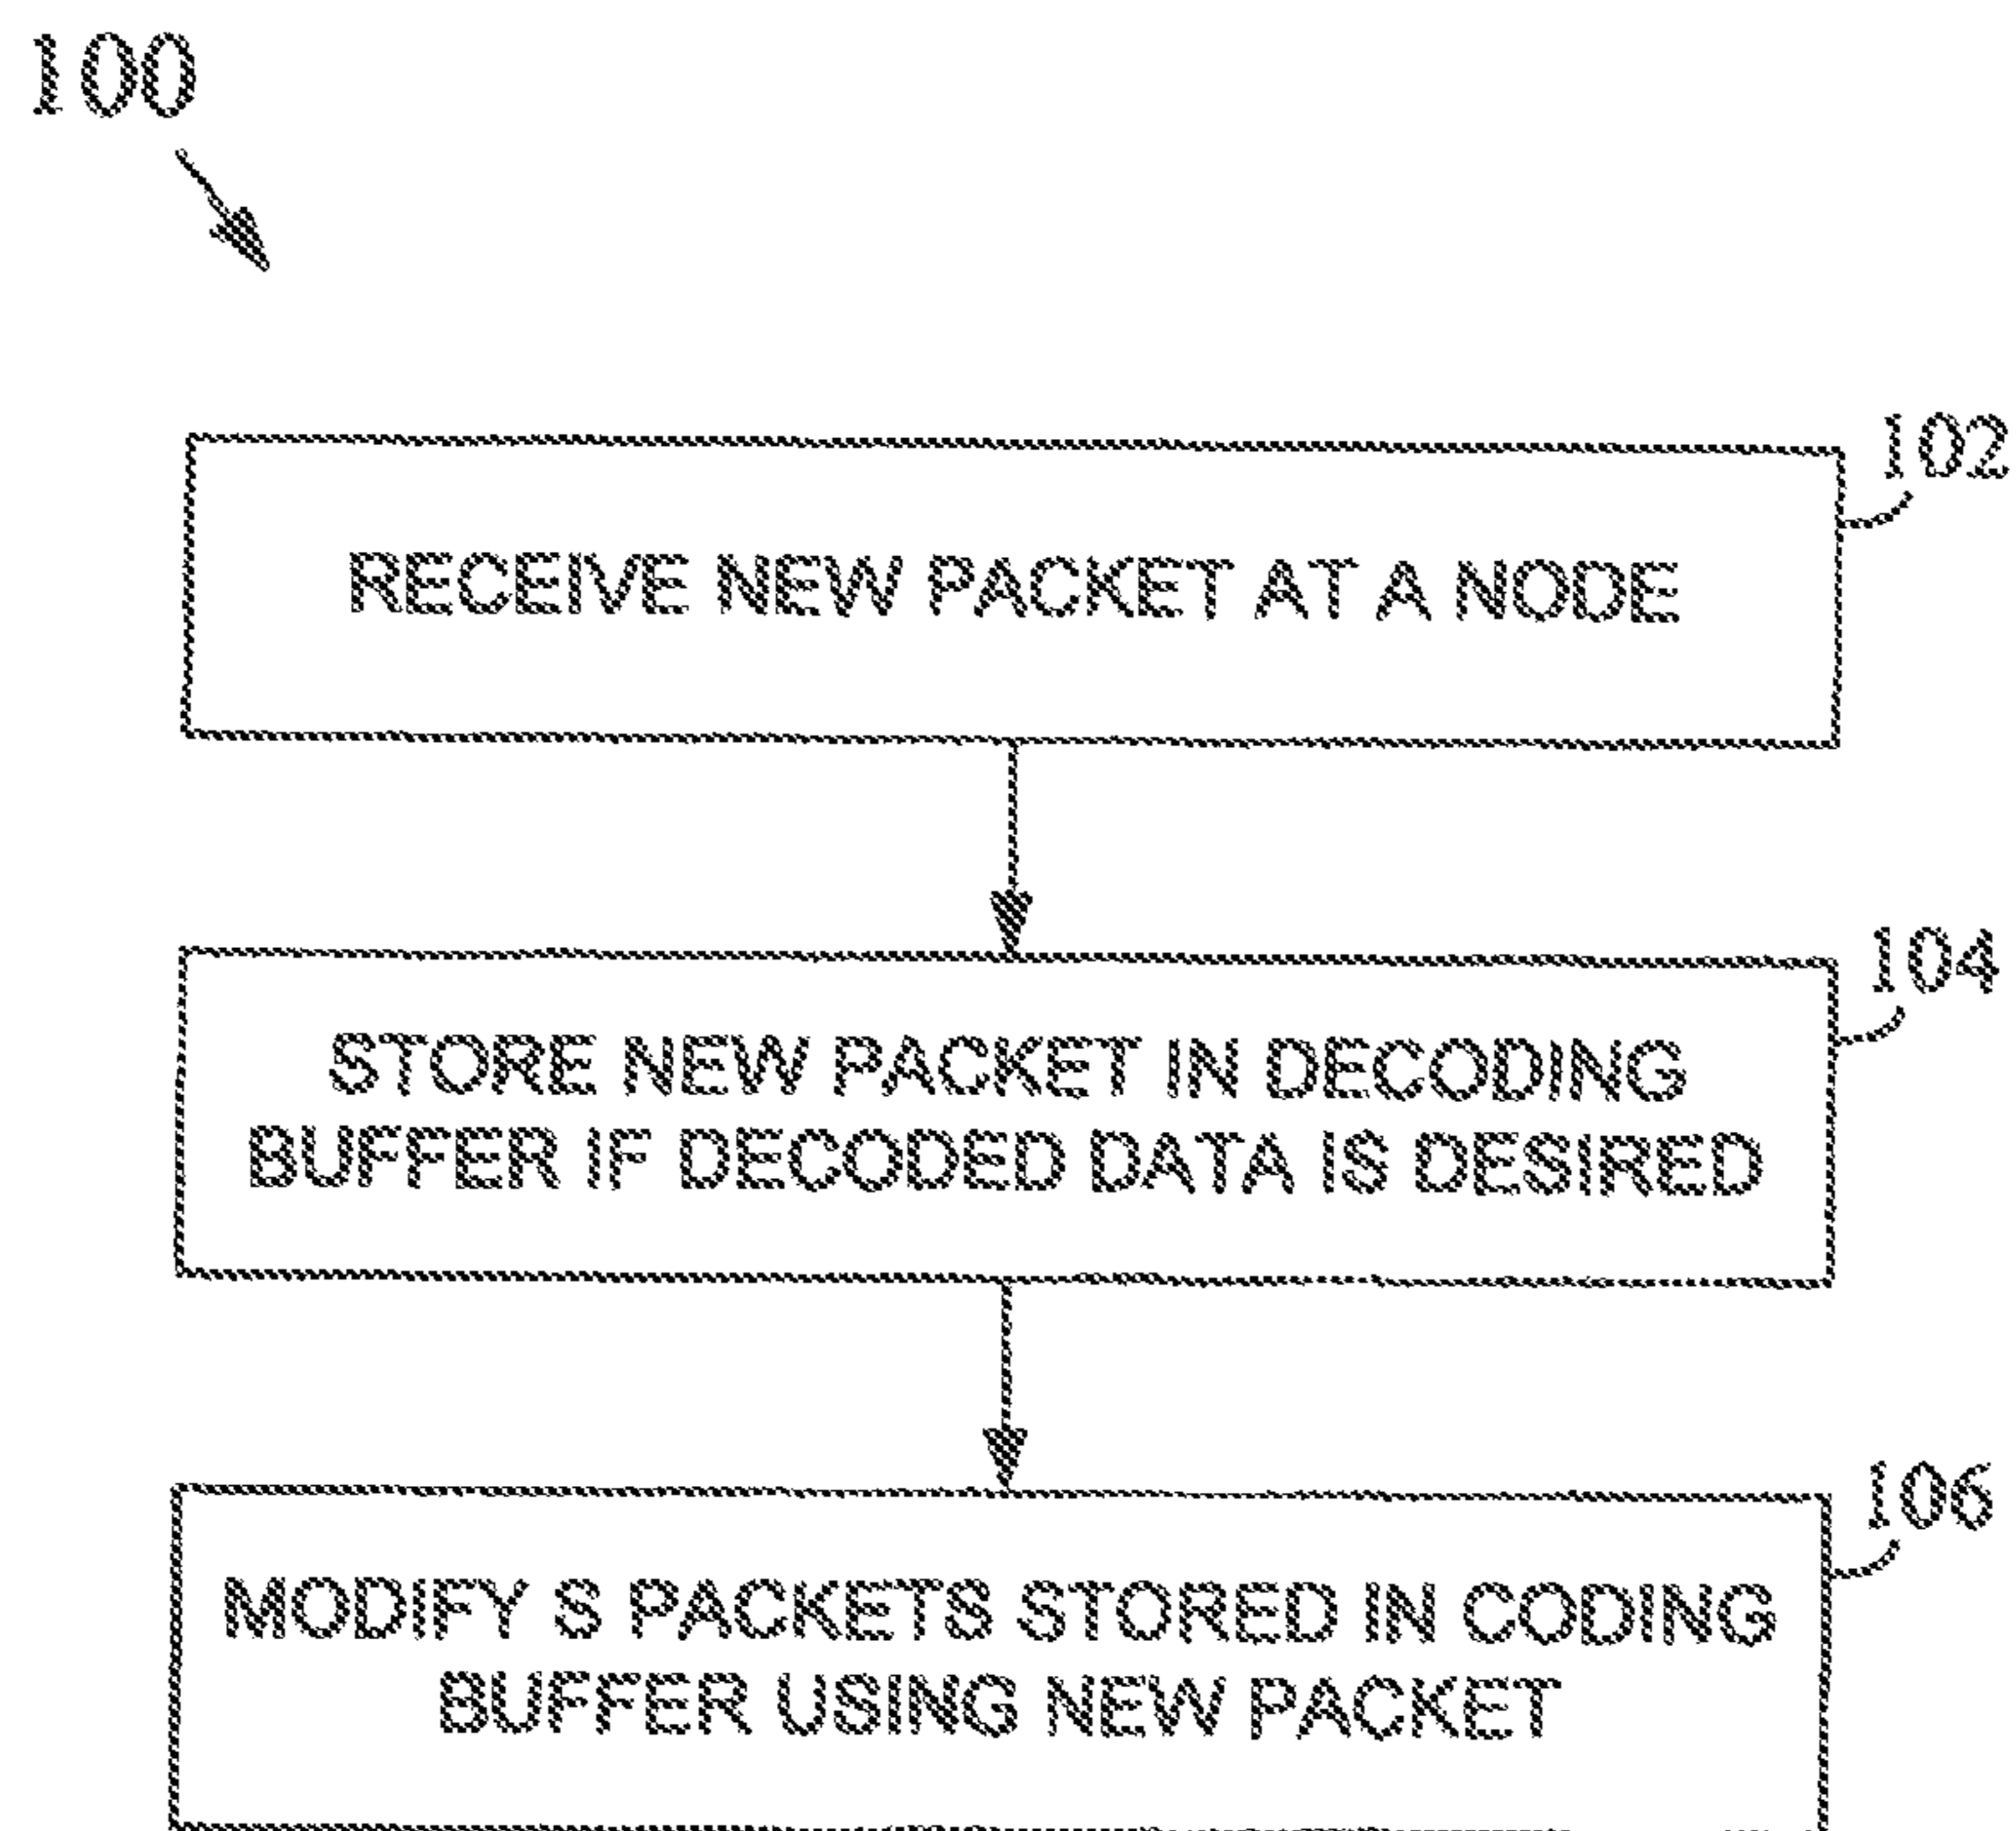 100
102
RECEIVE NEW PACKET AT A NODE
104
STORE NEW PACKET IN DECODING
BUFFER IF DECODED DATA IS DESIRED
106
MODIFY S PACKETS STORED IN CODING
BUFFER USING NEW PACKET